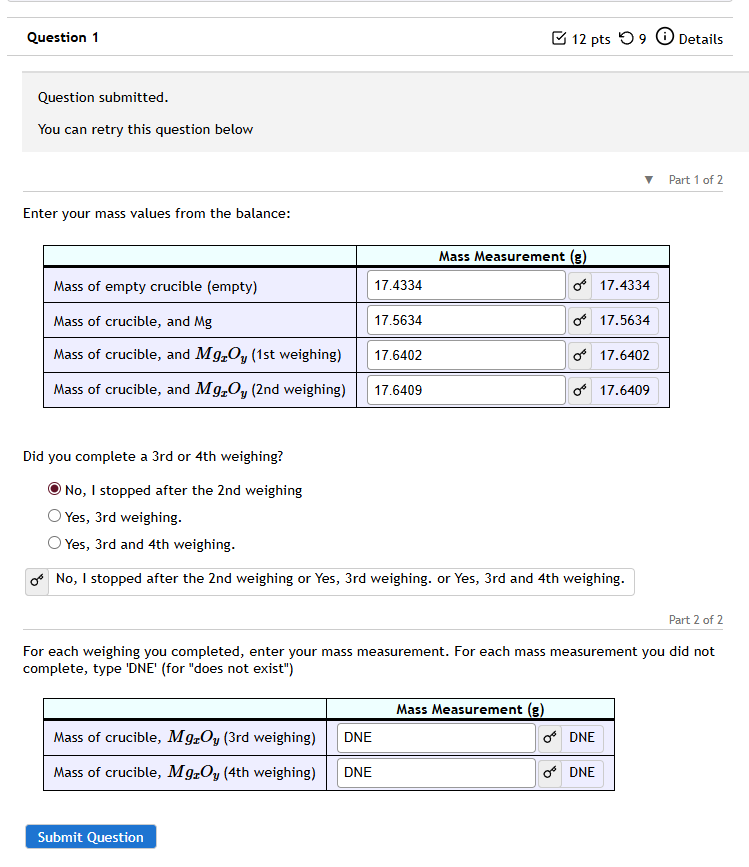 Question 1
12 pts 9 Details
Question submitted.
You can retry this question below
▼ Part 1 of 2
Enter your mass values from the balance:
Mass Measurement (g)
Mass of empty crucible (empty) 17.4334 17.4334
Mass of crucible, and Mg 17.5634 17.5634
Mass of crucible, and MgₓOᵧ (1st weighing) 17.6402 17.6402
Mass of crucible, and MgₓOᵧ (2nd weighing) 17.6409 17.6409
Did you complete a 3rd or 4th weighing?
No, I stopped after the 2nd weighing
Yes, 3rd weighing.
Yes, 3rd and 4th weighing.
No, I stopped after the 2nd weighing or Yes, 3rd weighing. or Yes, 3rd and 4th weighing.
Part 2 of 2
For each weighing you completed, enter your mass measurement. For each mass measurement you did not
complete, type 'DNE' (for "does not exist")
Mass Measurement (g)
Mass of crucible, MgₓOᵧ (3rd weighing) DNE DNE
Mass of crucible, MgₓOᵧ (4th weighing) DNE DNE
Submit Question